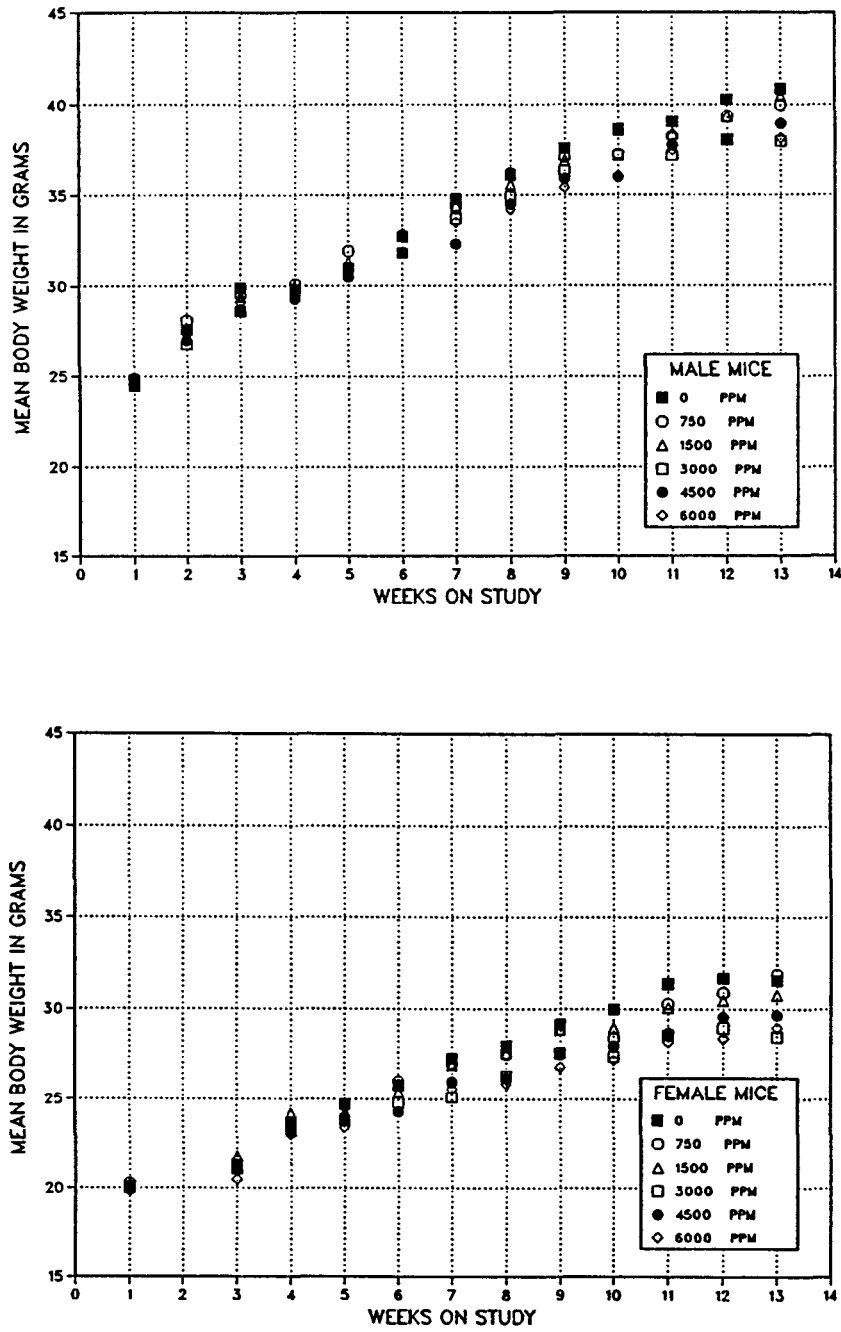 45
40
35
30
25
20
15
MEAN BODY WEIGHT IN GRAMS
MALE MICE
0 PPM
750 PPM
1500 PPM
3000 PPM
4500 PPM
6000 PPM
0 1 2 3 4 5 6 7 8 9 10 11 12 13 14
WEEKS ON STUDY
45
40
35
30
25
20
15
MEAN BODY WEIGHT IN GRAMS
FEMALE MICE
0 PPM
750 PPM
1500 PPM
3000 PPM
4500 PPM
6000 PPM
0 1 2 3 4 5 6 7 8 9 10 11 12 13 14
WEEKS ON STUDY